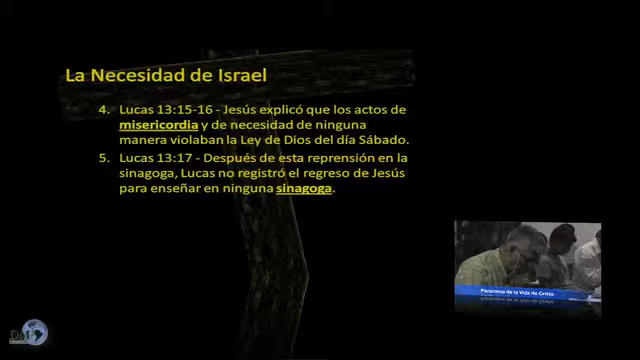 La Necesidad de Israel
4. Lucas 13:15-16 - Jesús explicó que los actos de
misericordia y de necesidad de ninguna
manera violaban la Ley de Dios del día Sábado.
5. Lucas 13:17 - Después de esta reprensión en la
sinagoga, Lucas no registró el regreso de Jesús
para enseñar en ninguna sinagoga.
Panorama de la Vida de Cristo
DM